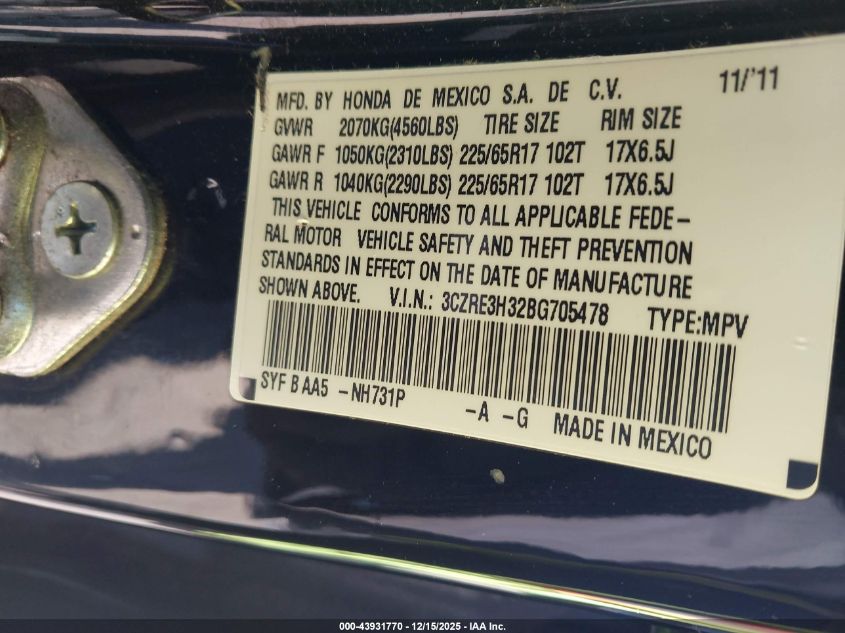 MFD. BY HONDA DE MEXICO S.A. DE C.V. 11/'11
GVWR 2070KG(4560LBS) TIRE SIZE RIM SIZE
GAWR F 1050KG(2310LBS) 225/65R17 102T 17X6.5J
GAWR R 1040KG(2290LBS) 225/65R17 102T 17X6.5J
THIS VEHICLE CONFORMS TO ALL APPLICABLE FEDE-
RAL MOTOR VEHICLE SAFETY AND THEFT PREVENTION
STANDARDS IN EFFECT ON THE DATE OF MANUFACTURE
SHOWN ABOVE. V.I.N.: 3CZRE3H32BG705478 TYPE:MPV
SYF B AA5 -NH731P -A -G MADE IN MEXICO
000-43931770 - 12/15/2025 - IAA Inc.